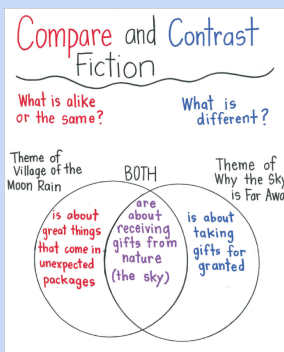 Compare and Contrast
Fiction
What is alike
or the same?
What is
different?
Theme of
Village of the
Moon Rain
BOTH
Theme of
Why the Sky
is Far Away
is about
great things
that come in
unexpected
packages
are
about
receiving
gifts from
nature
(the sky)
is about
taking
gifts for
granted